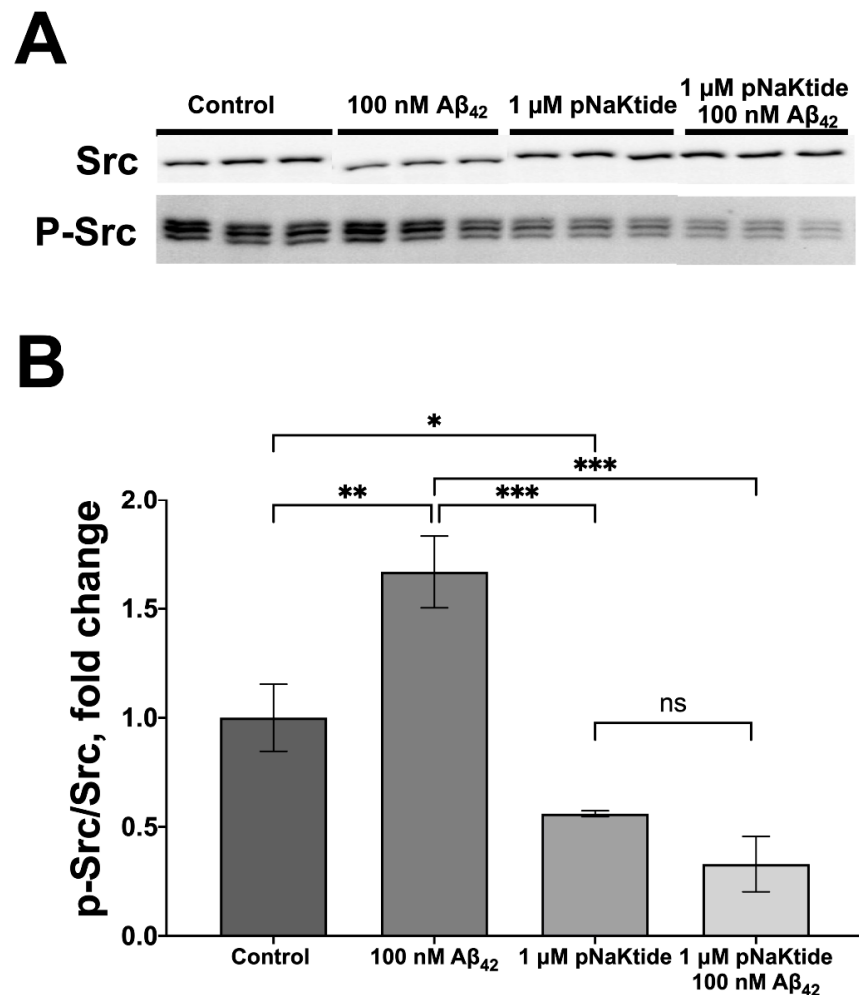 A
Control
100 nM Aβ₄₂
1 µM pNaKtide
1 µM pNaKtide
100 nM Aβ₄₂
Src
P-Src
B
*
***
**
***
ns
p-Src/Src, fold change
2.0
1.5
1.0
0.5
0.0
Control
100 nM Aβ₄₂
1 µM pNaKtide
1 µM pNaKtide
100 nM Aβ₄₂